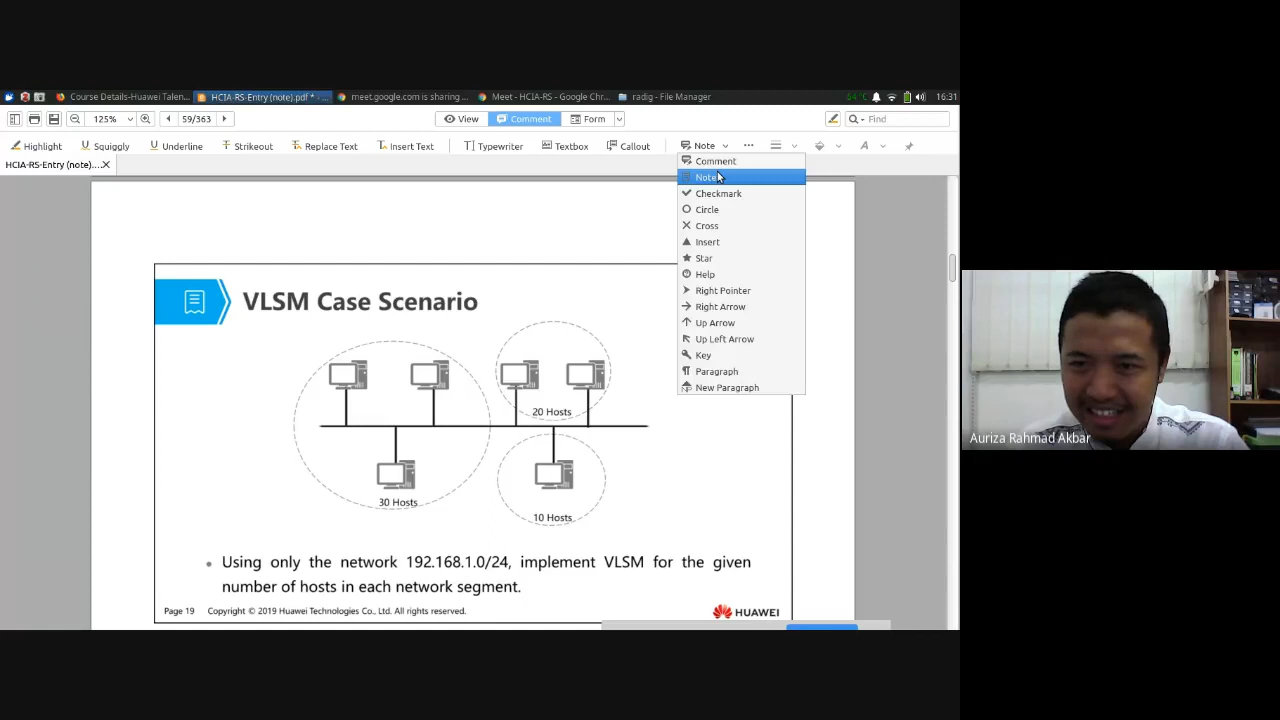 Course Details-Huawei Talen...
HCIA-RS-Entry (note).pdf * - ...
meet.google.com is sharing ...
Meet - HCIA-RS - Google Chr...
radig - File Manager
64°C
16:31
125%
59/363
View
Comment
Form
Find
Highlight
Squiggly
Underline
Strikeout
Replace Text
Insert Text
Typewriter
Textbox
Callout
Note
HCIA-RS-Entry (note)....
Comment
Note
Checkmark
Circle
Cross
Insert
Star
Help
Right Pointer
Right Arrow
Up Arrow
Up Left Arrow
Key
Paragraph
New Paragraph
VLSM Case Scenario
20 Hosts
30 Hosts
10 Hosts
Using only the network 192.168.1.0/24, implement VLSM for the given
number of hosts in each network segment.
Page 19 Copyright © 2019 Huawei Technologies Co., Ltd. All rights reserved.
HUAWEI
Auriza Rahmad Akbar